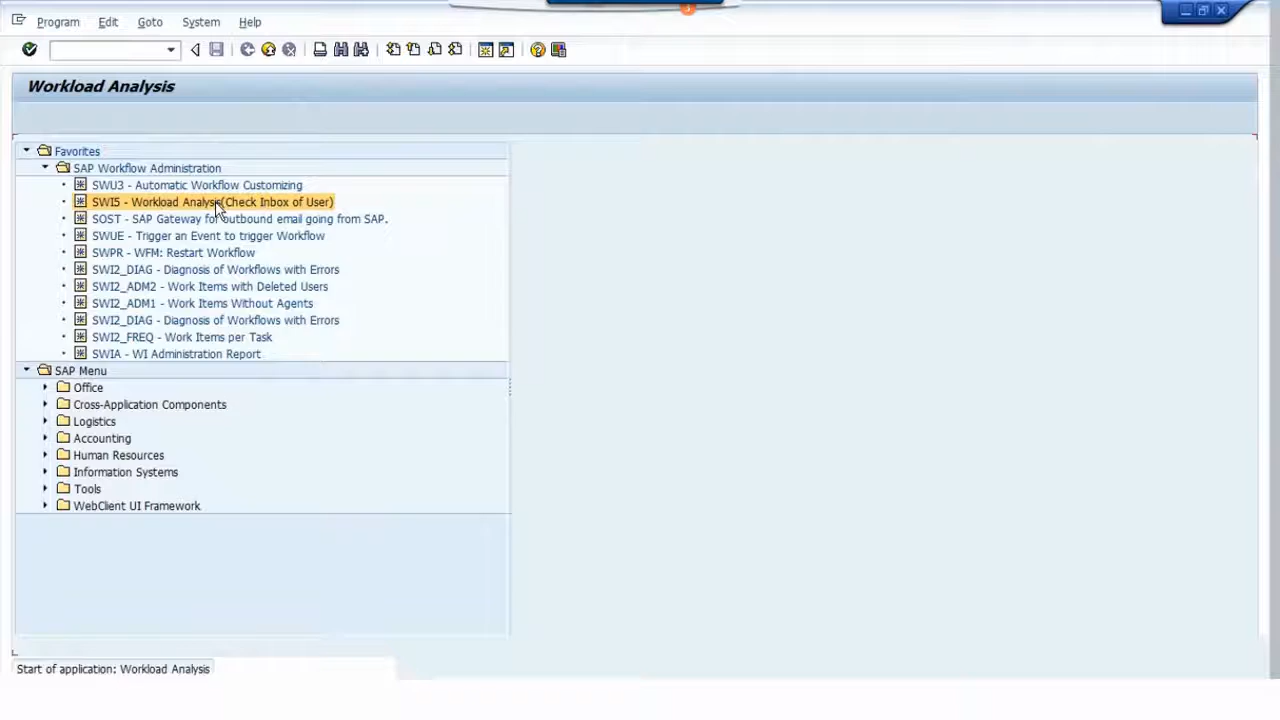 Program Edit Goto System Help
Workload Analysis
Favorites
SAP Workflow Administration
SWU3 - Automatic Workflow Customizing
SWI5 - Workload Analysis(Check Inbox of User)
SOST - SAP Gateway for outbound email going from SAP.
SWUE - Trigger an Event to trigger Workflow
SWPR - WFM: Restart Workflow
SWI2_DIAG - Diagnosis of Workflows with Errors
SWI2_ADM2 - Work Items with Deleted Users
SWI2_ADM1 - Work Items Without Agents
SWI2_DIAG - Diagnosis of Workflows with Errors
SWI2_FREQ - Work Items per Task
SWIA - WI Administration Report
SAP Menu
Office
Cross-Application Components
Logistics
Accounting
Human Resources
Information Systems
Tools
WebClient UI Framework
Start of application: Workload Analysis